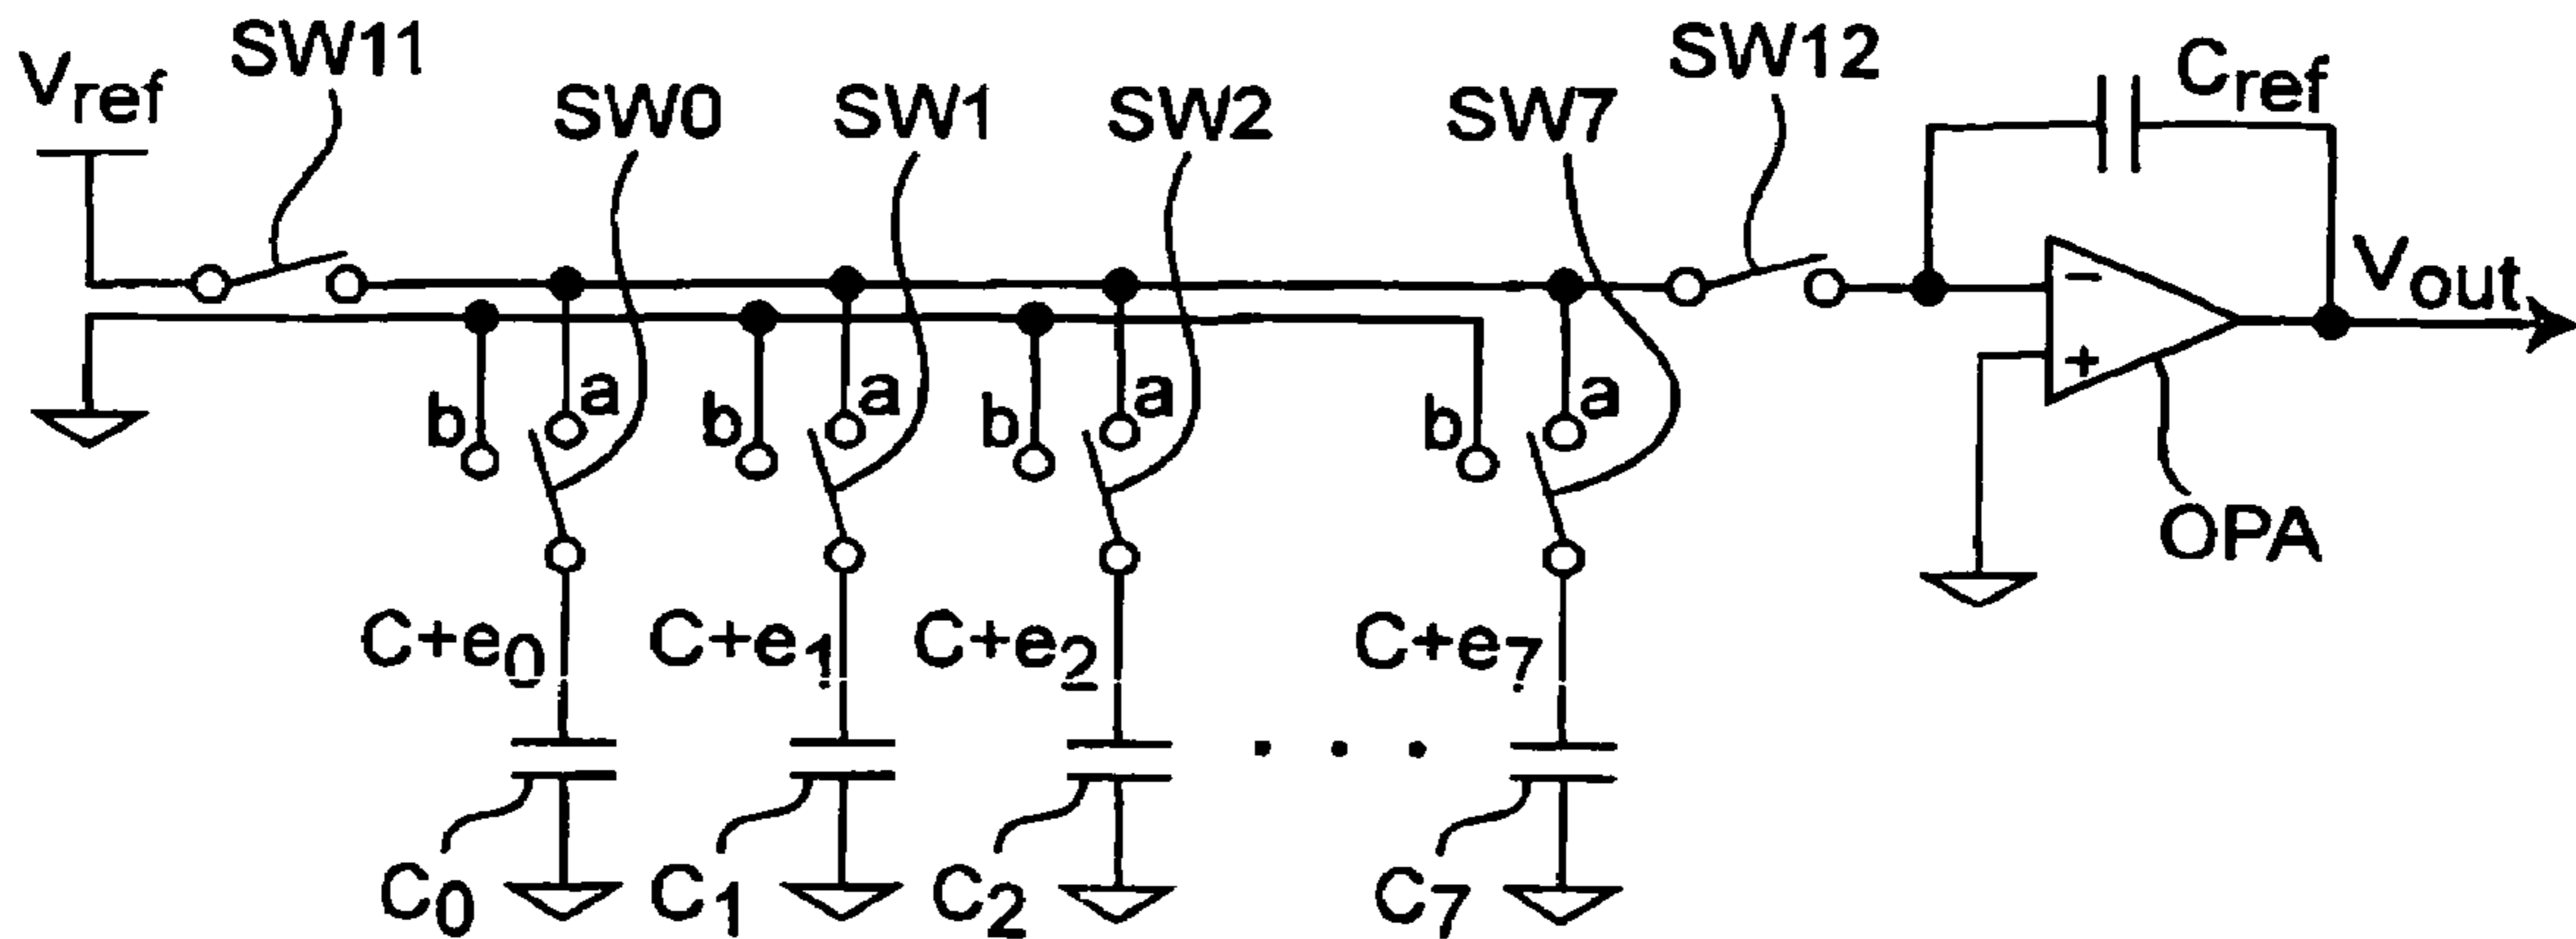 Vref
SW11
SW0
SW1
SW2
SW7
SW12
Cref
Vout
b
a
b
a
b
a
b
a
−
+
OPA
C+e0
C+e1
C+e2
C+e7
. . .
C0
C1
C2
C7